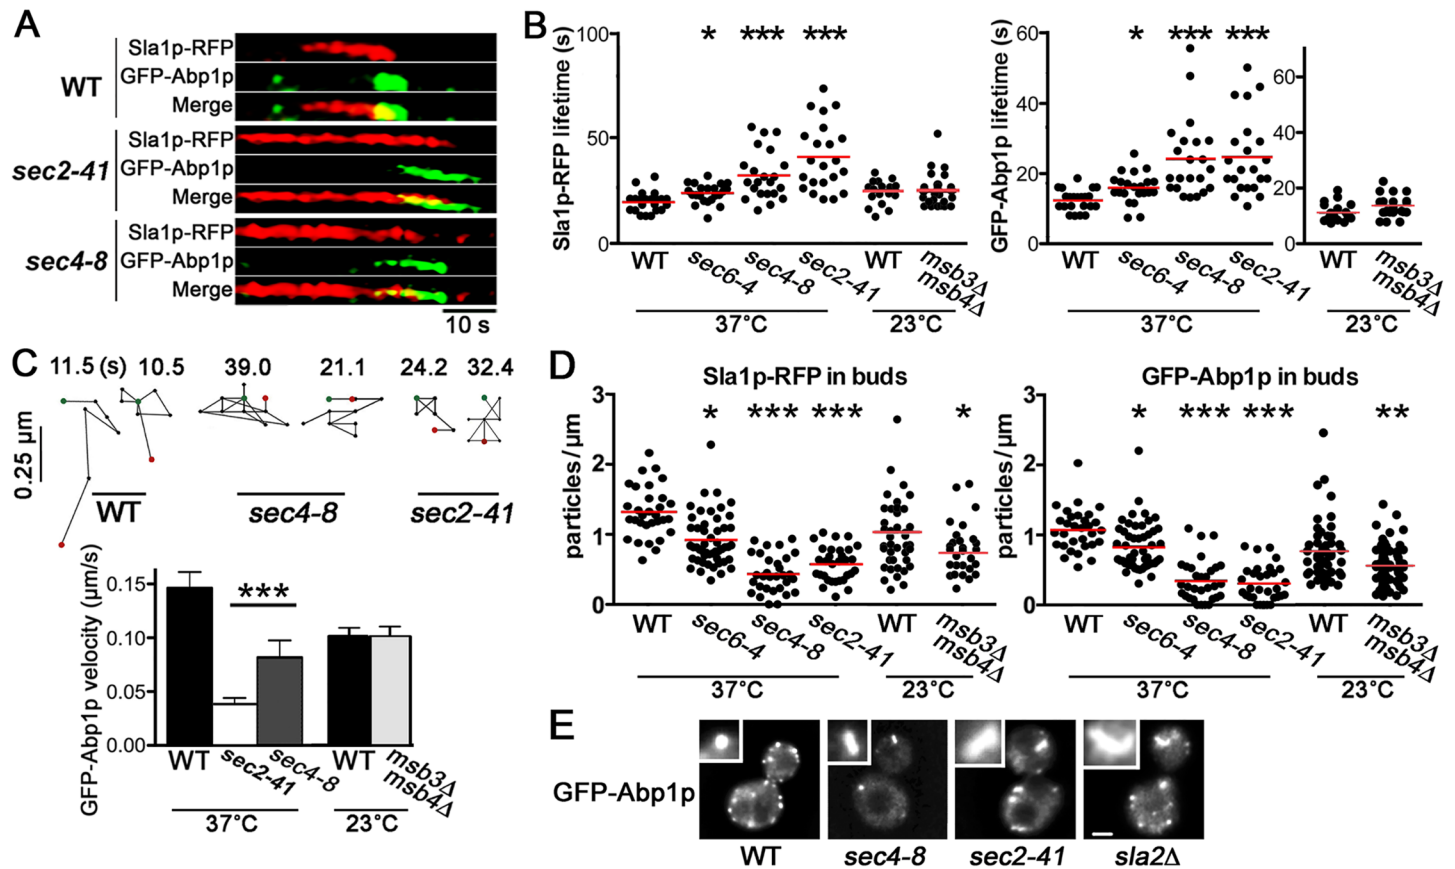 A
WT
Sla1p-RFP
GFP-Abp1p
Merge
sec2-41
Sla1p-RFP
GFP-Abp1p
Merge
sec4-8
Sla1p-RFP
GFP-Abp1p
Merge
10 s
B
Sla1p-RFP lifetime (s)
100
50
0
* *** ***
WT sec6-4 sec4-8 sec2-41 WT msb3Δ msb4Δ
37°C 23°C
GFP-Abp1p lifetime (s)
60
40
20
0
* *** ***
60
40
20
0
WT sec6-4 sec4-8 sec2-41 WT msb3Δ msb4Δ
37°C 23°C
C
11.5 (s) 10.5 39.0 21.1 24.2 32.4
0.25 µm
WT sec4-8 sec2-41
GFP-Abp1p velocity (µm/s)
0.15
0.10
0.05
0.00
***
WT sec2-41 sec4-8 WT msb3Δ msb4Δ
37°C 23°C
D
Sla1p-RFP in buds
particles/µm
3
2
1
0
* *** *** *
WT sec6-4 sec4-8 sec2-41 WT msb3Δ msb4Δ
37°C 23°C
GFP-Abp1p in buds
particles/µm
3
2
1
0
* *** *** **
WT sec6-4 sec4-8 sec2-41 WT msb3Δ msb4Δ
37°C 23°C
E
GFP-Abp1p
WT sec4-8 sec2-41 sla2Δ